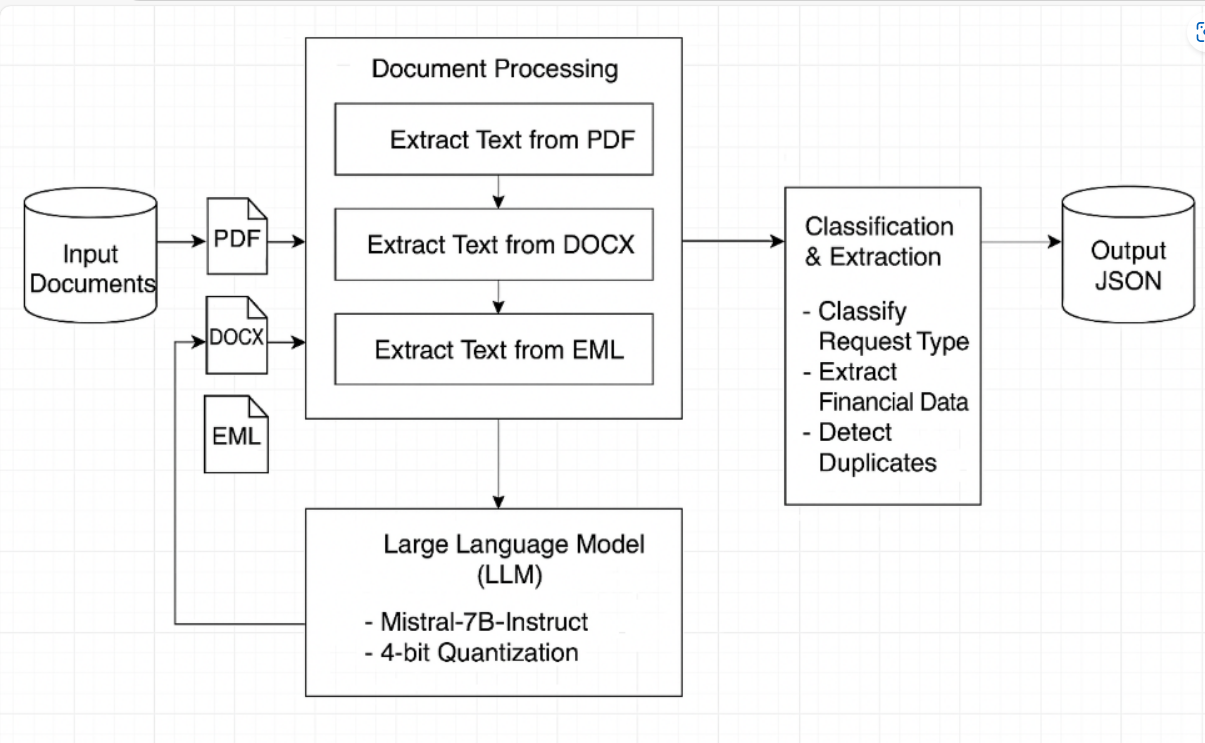 Document Processing
Extract Text from PDF
Extract Text from DOCX
Extract Text from EML
Input
Documents
PDF
DOCX
EML
Large Language Model
(LLM)
- Mistral-7B-Instruct
- 4-bit Quantization
Classification
& Extraction
- Classify
Request Type
- Extract
Financial Data
- Detect
Duplicates
Output
JSON